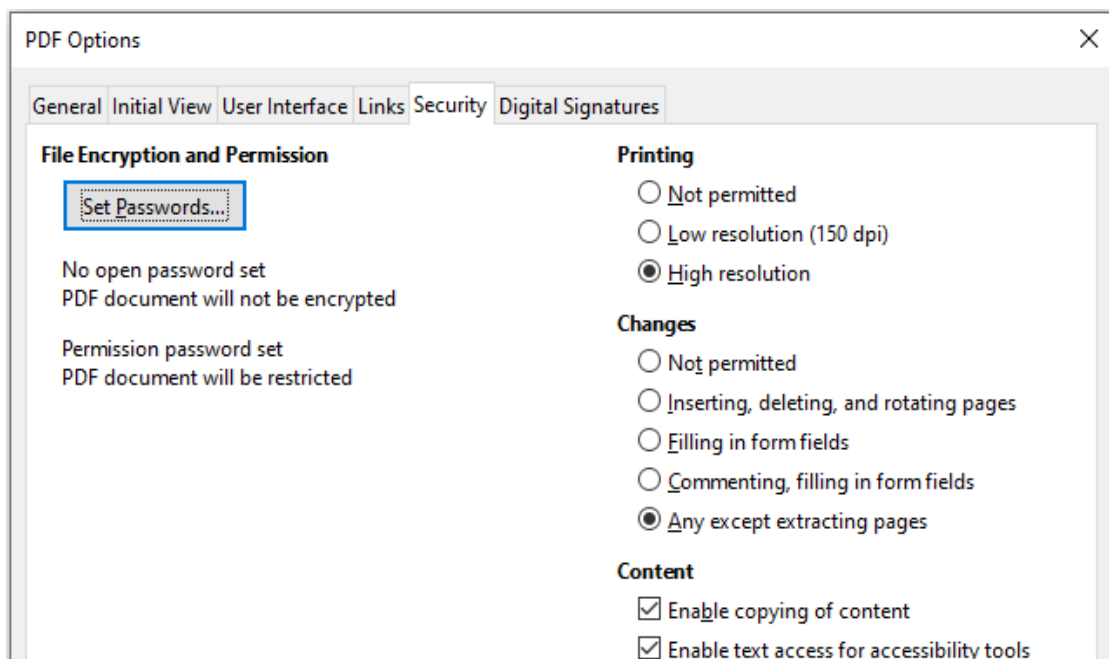 PDF Options
General Initial View User Interface Links Security Digital Signatures
File Encryption and Permission
Set Passwords...
No open password set
PDF document will not be encrypted
Permission password set
PDF document will be restricted
Printing
Not permitted
Low resolution (150 dpi)
High resolution
Changes
Not permitted
Inserting, deleting, and rotating pages
Filling in form fields
Commenting, filling in form fields
Any except extracting pages
Content
Enable copying of content
Enable text access for accessibility tools